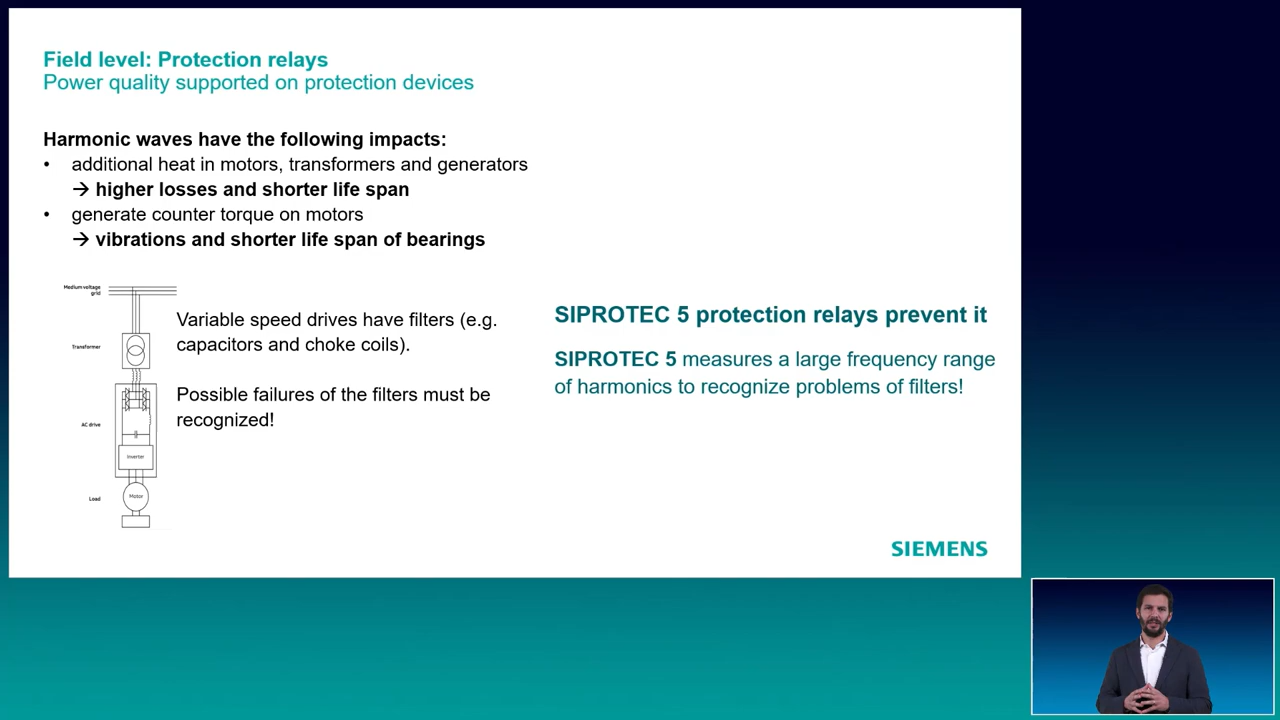 Field level: Protection relays
Power quality supported on protection devices
Harmonic waves have the following impacts:
• additional heat in motors, transformers and generators
→ higher losses and shorter life span
• generate counter torque on motors
→ vibrations and shorter life span of bearings
Medium voltage
grid
Transformer
AC drive
Inverter
Load
Motor
Variable speed drives have filters (e.g.
capacitors and choke coils).
Possible failures of the filters must be
recognized!
SIPROTEC 5 protection relays prevent it
SIPROTEC 5 measures a large frequency range
of harmonics to recognize problems of filters!
SIEMENS